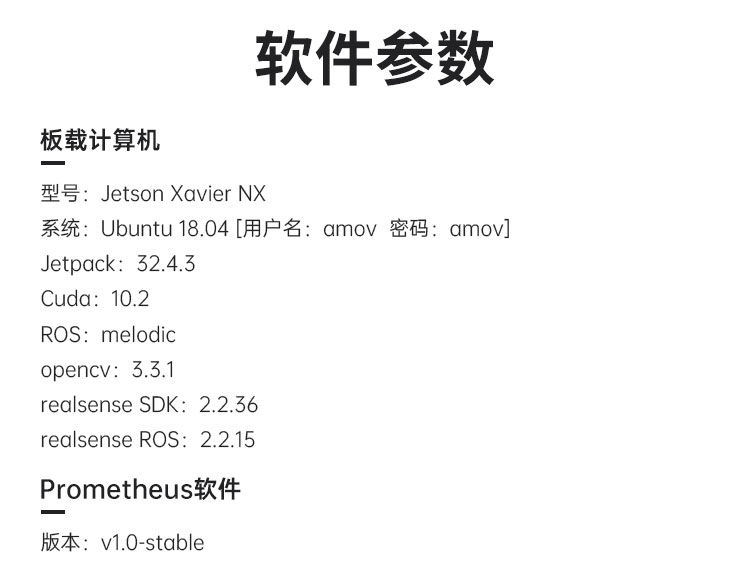 软件参数
板载计算机
型号：Jetson Xavier NX
系统：Ubuntu 18.04 [用户名：amov 密码：amov]
Jetpack：32.4.3
Cuda：10.2
ROS：melodic
opencv：3.3.1
realsense SDK：2.2.36
realsense ROS：2.2.15
Prometheus软件
版本：v1.0-stable